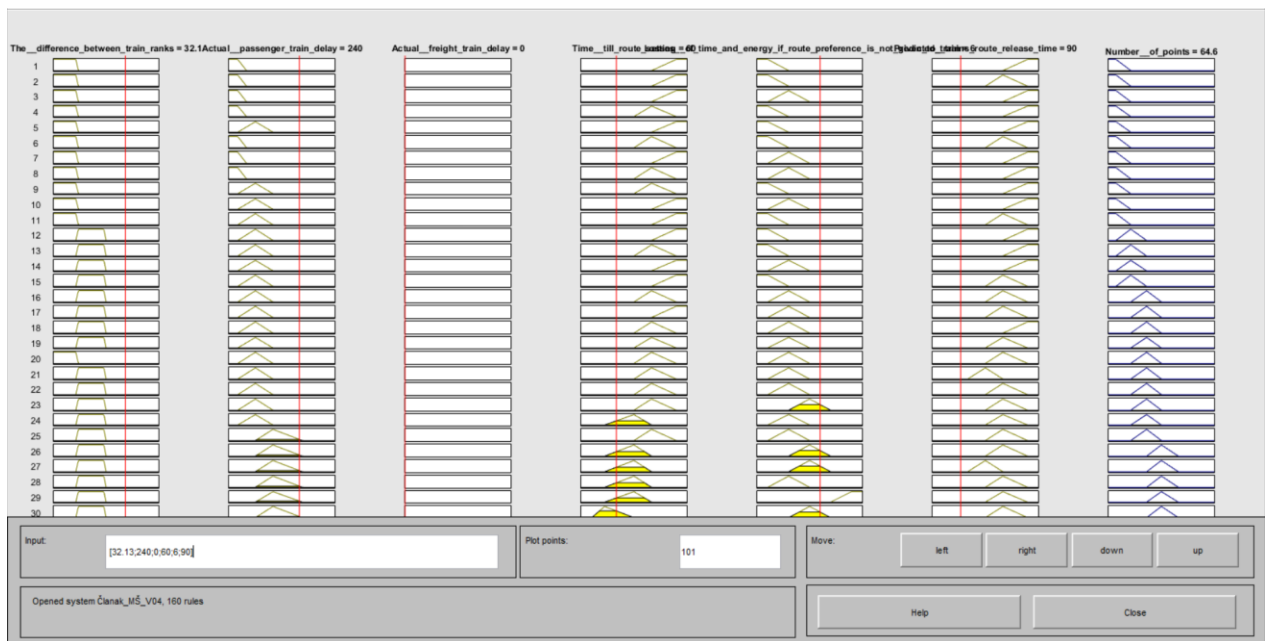 The__difference_between_train_ranks = 32.1 Actual__passenger_train_delay = 240 Actual__freight_train_delay = 0 Time__till_route_ = 60 _time_and_energy_if_route_preference_is_not_ _route_release_time = 90 Number__of_points = 64.6
1
2
3
4
5
6
7
8
9
10
11
12
13
14
15
16
17
18
19
20
21
22
23
24
25
26
27
28
29
30
Input:
[32.13;240;0;60;6;90]
Plot points:
101
Move:
left
right
down
up
Opened system Članak_MŠ_V04, 160 rules
Help
Close